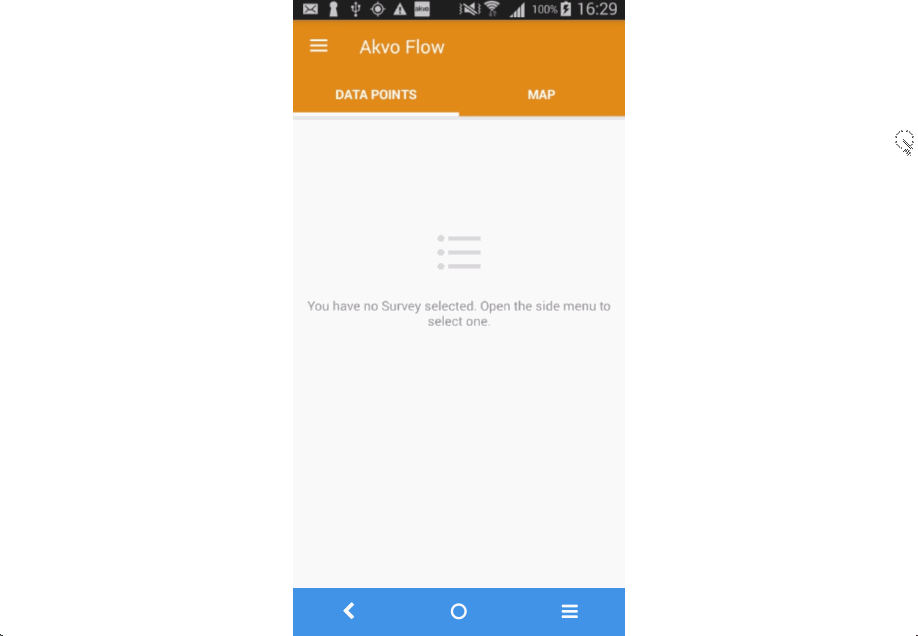 100% 16:29
Akvo Flow
DATA POINTS
MAP
You have no Survey selected. Open the side menu to
select one.